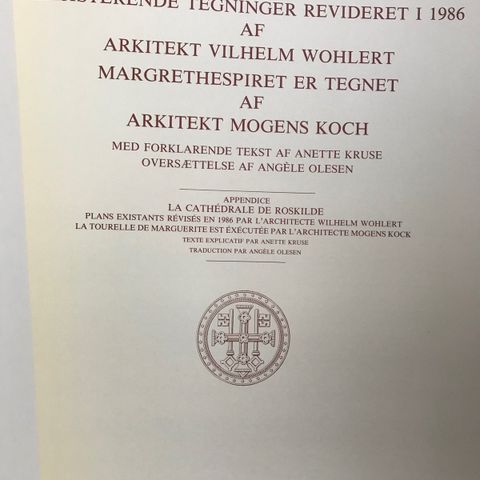 TEGNINGER REVIDERET I 1986
AF
ARKITEKT VILHELM WOHLERT
MARGRETHESPIRET ER TEGNET
AF
ARKITEKT MOGENS KOCH
MED FORKLARENDE TEKST AF ANETTE KRUSE
OVERSÆTTELSE AF ANGÈLE OLESEN
APPENDICE
LA CATHÉDRALE DE ROSKILDE
PLANS EXISTANTS RÉVISÉS EN 1986 PAR L'ARCHITECTE WILHELM WOHLERT
LA TOURELLE DE MARGUERITE EST ÉXÉCUTÉE PAR L'ARCHITECTE MOGENS KOCK
TEXTE EXPLICATIF PAR ANETTE KRUSE
TRADUCTION PAR ANGÈLE OLESEN